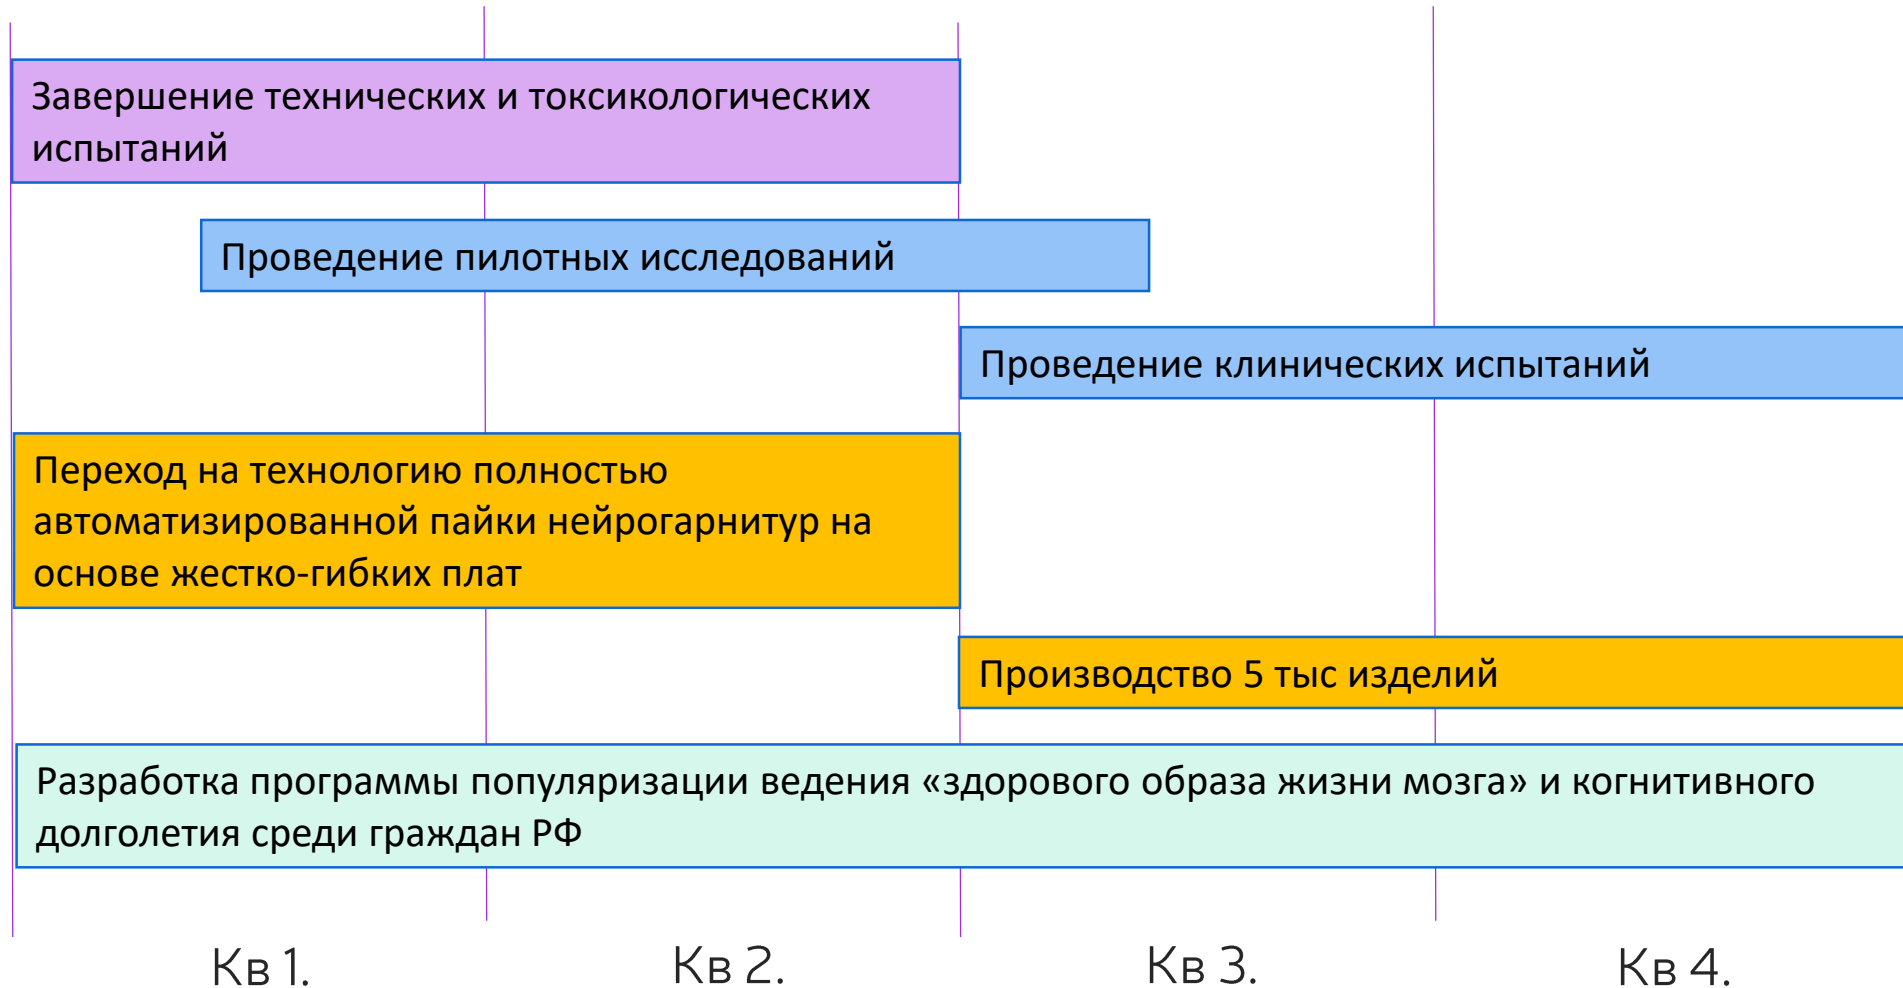 Завершение технических и токсикологических
испытаний
Проведение пилотных исследований
Проведение клинических испытаний
Переход на технологию полностью
автоматизированной пайки нейрогарнитур на
основе жестко-гибких плат
Производство 5 тыс изделий
Разработка программы популяризации ведения «здорового образа жизни мозга» и когнитивного
долголетия среди граждан РФ
Кв 1.
Кв 2.
Кв 3.
Кв 4.